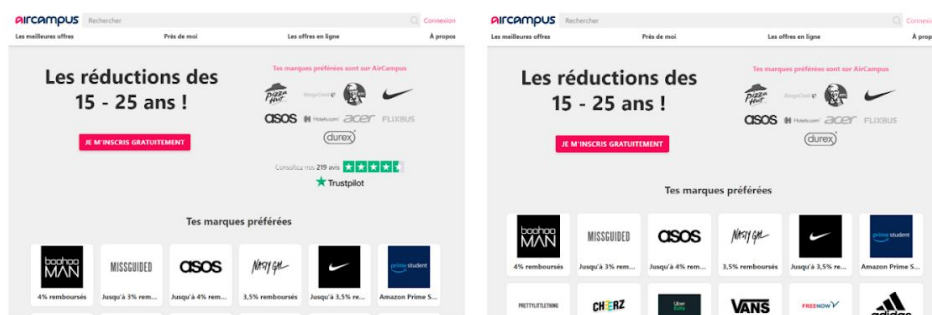 aircampus Rechercher Connexion
Les meilleures offres Près de moi Les offres en ligne À propos
Les réductions des
15 - 25 ans !
JE M'INSCRIS GRATUITEMENT
Tes marques préférées sont sur AirCampus
Pizza Hut KFC
asos Hotels.com acer FLIXBUS
durex
Consultez nos 219 avis
Trustpilot
Tes marques préférées
boohoo MAN MISSGUIDED asos NASTY GAL prime student
4% remboursés Jusqu'à 3% rem... Jusqu'à 4% rem... 3,5% remboursés Jusqu'à 3,5% re... Amazon Prime S...
aircampus Rechercher Connexion
Les meilleures offres Près de moi Les offres en ligne À prop
Les réductions des
15 - 25 ans !
JE M'INSCRIS GRATUITEMENT
Tes marques préférées sont sur AirCampus
Pizza Hut KFC
asos Hotels.com acer FLIXBUS
durex
Tes marques préférées
boohoo MAN MISSGUIDED asos NASTY GAL prime student
4% remboursés Jusqu'à 3% rem... Jusqu'à 4% rem... 3,5% remboursés Jusqu'à 3,5% re... Amazon Prime S...
PRETTYLITTLETHING CHEERZ Uber Eats VANS FREENOW adidas